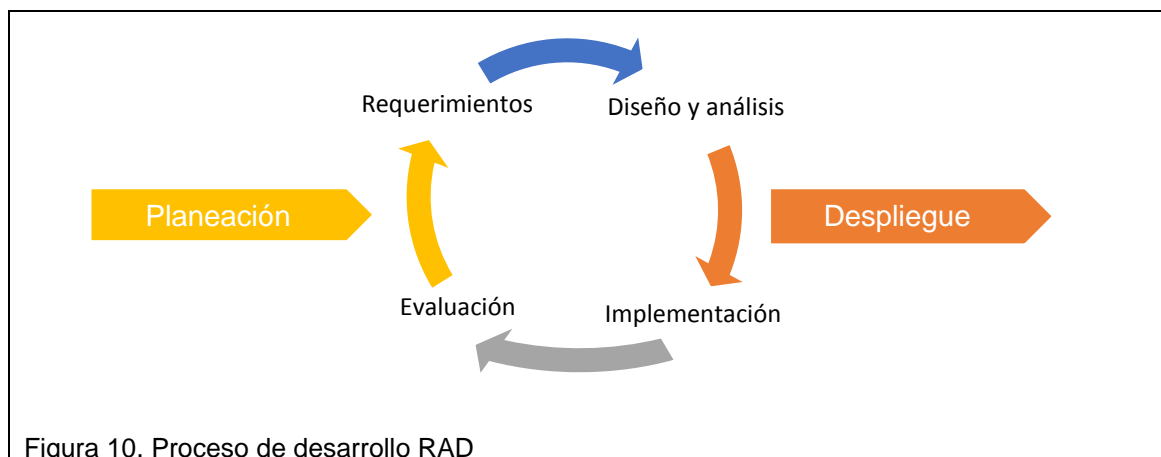 Requerimientos
Diseño y análisis
Planeación
Despliegue
Evaluación
Implementación
Figura 10. Proceso de desarrollo RAD